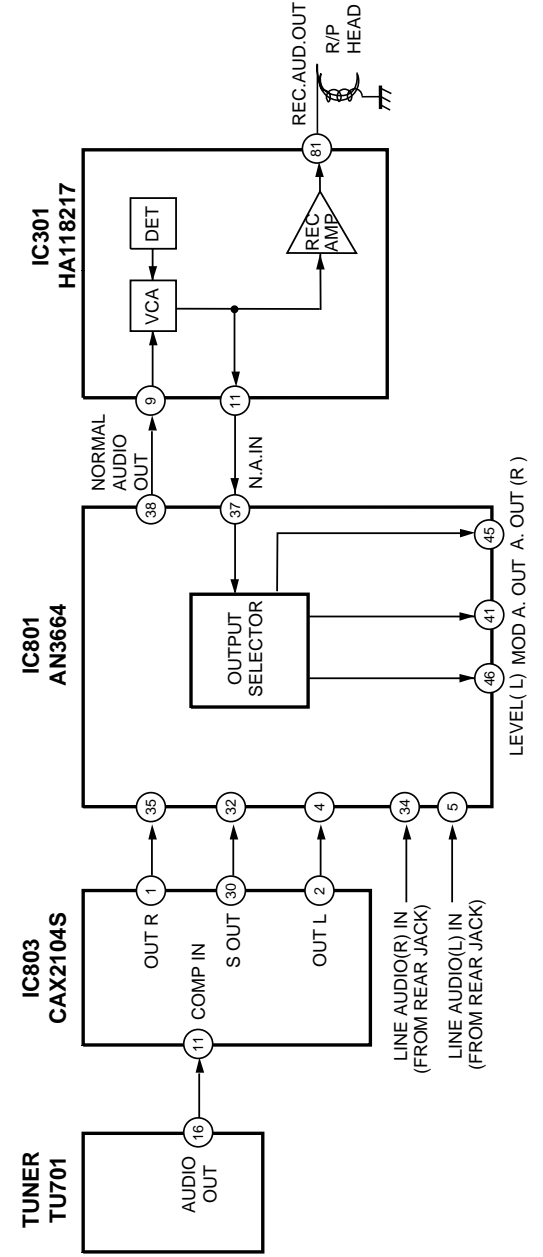 TUNER
TU701
AUDIO
OUT
16
IC803
CAX2104S
11
COMP IN
OUT R
1
S OUT
30
OUT L
2
LINE AUDIO(R) IN
(FROM REAR JACK)
LINE AUDIO(L) IN
(FROM REAR JACK)
IC801
AN3664
35
32
4
34
5
OUTPUT
SELECTOR
38
37
46
41
45
LEVEL( L) MOD A. OUT A. OUT (R )
NORMAL
AUDIO
OUT
N.A.IN
IC301
HA118217
9
11
VCA
DET
REC
AMP
81
REC.AUD.OUT
R/P
HEAD